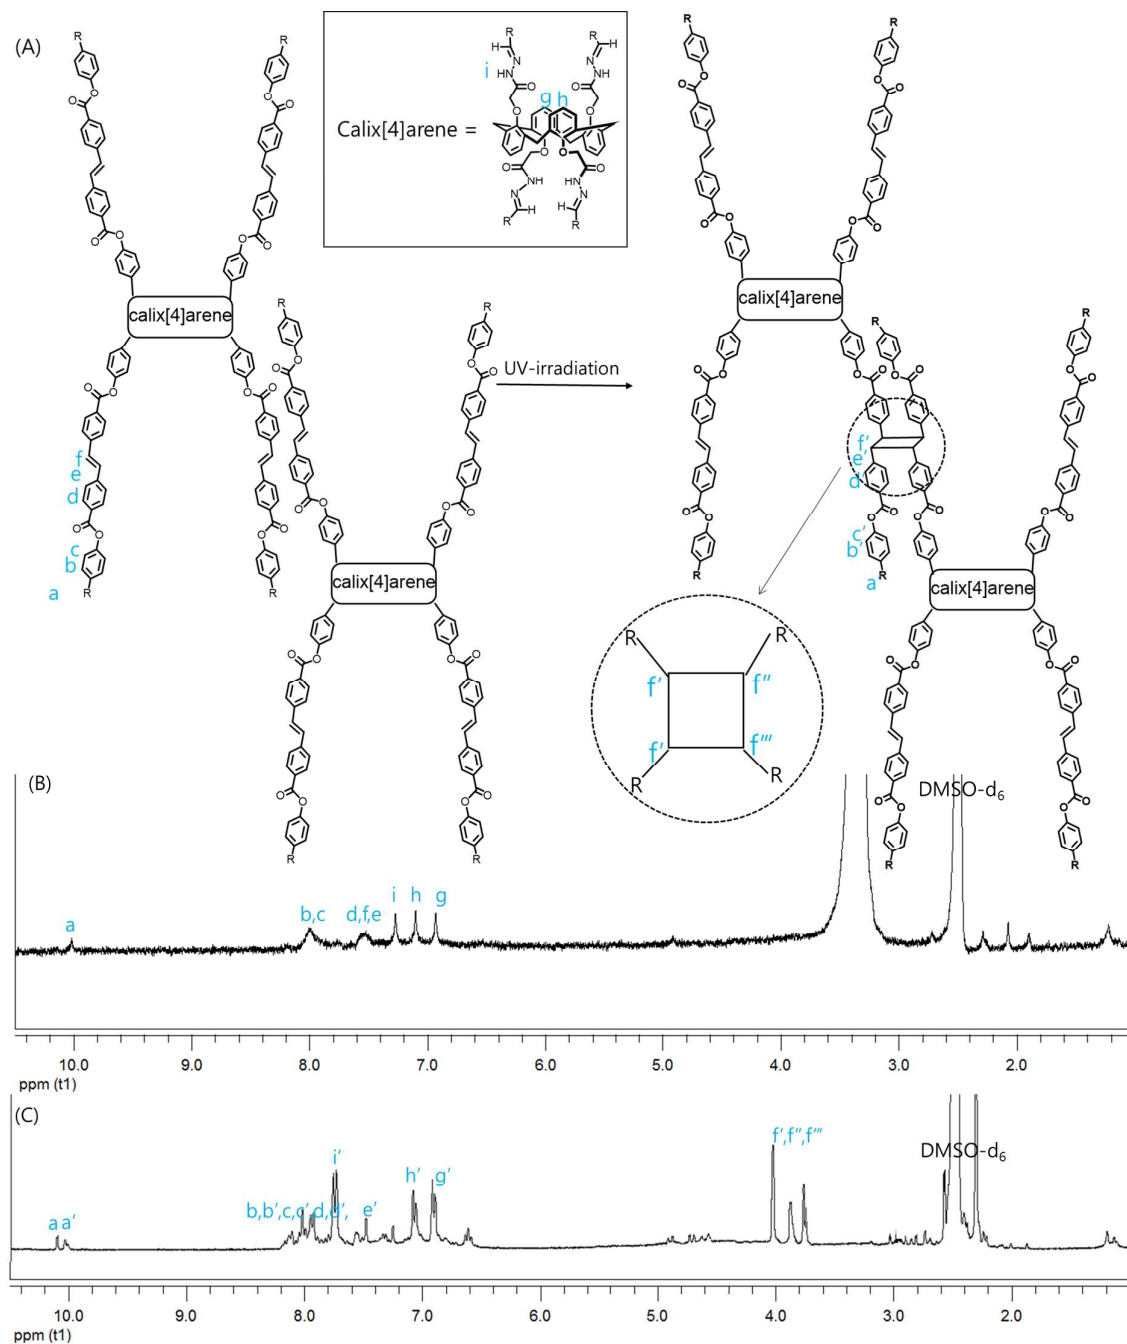 (A)
R
R
R
R
O
O
O
O
O
O
O
O
f
e
d
c
b
a
R
R
calix[4]arene
R
R
O
O
O
O
O
O
O
O
calix[4]arene
R
R
Calix[4]arene =
R
H
N
NH
O
O
i
g
h
R
H
N
NH
O
O
O
O
NH
N
H
R
O
O
NH
N
H
R
UV-irradiation
R
R
O
O
O
O
O
O
O
O
calix[4]arene
R
R
R
f'
e'
d'
c'
b'
a'
R
R
calix[4]arene
R
R
R
R
f'
f''
f'
f'''
R
R
(B)
DMSO-d6
a
b,c
d,f,e
i
h
g
10.0
9.0
8.0
7.0
6.0
5.0
4.0
3.0
2.0
ppm (t1)
(C)
f',f'',f'''
DMSO-d6
i'
h'
g'
b,b',c,c',d,d',
e'
a
a'
10.0
9.0
8.0
7.0
6.0
5.0
4.0
3.0
2.0
ppm (t1)